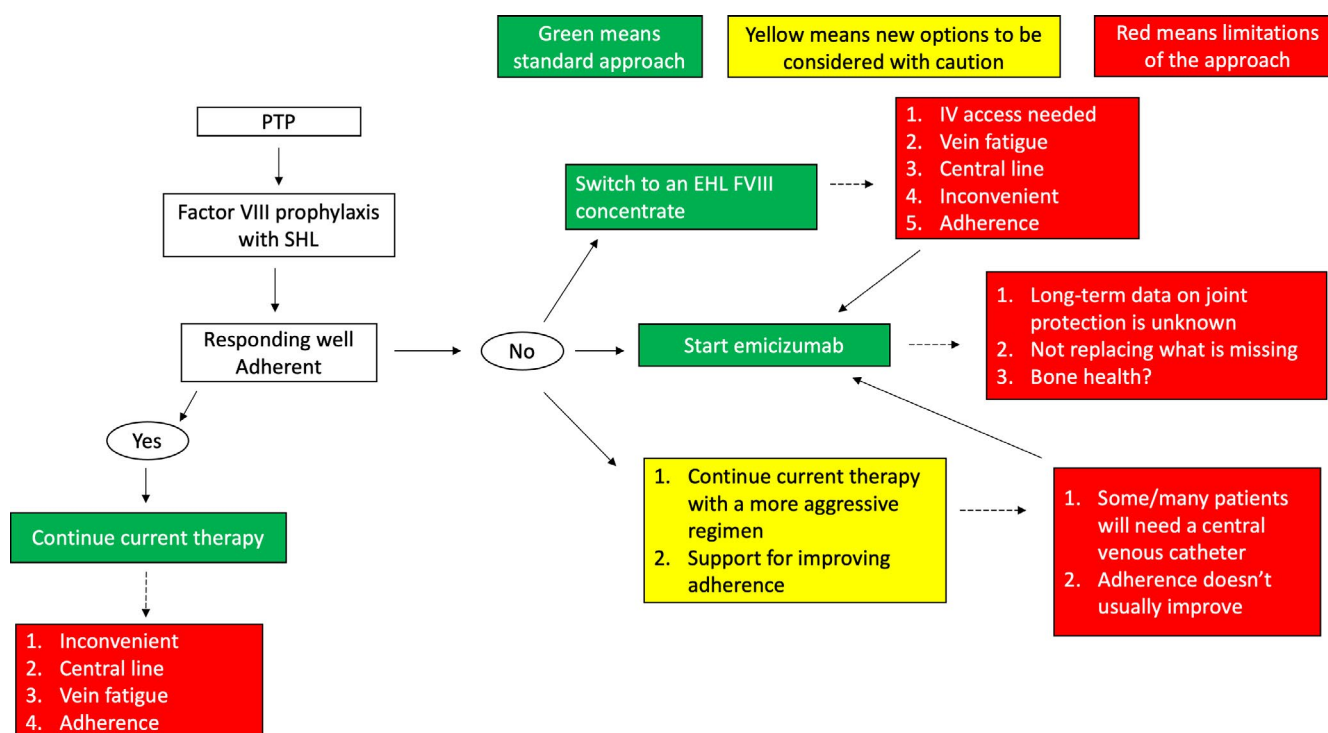 Green means
standard approach
Yellow means new options to be
considered with caution
Red means limitations
of the approach
PTP
Factor VIII prophylaxis
with SHL
Responding well
Adherent
Yes
Continue current therapy
1. Inconvenient
2. Central line
3. Vein fatigue
4. Adherence
No
Switch to an EHL FVIII
concentrate
1. IV access needed
2. Vein fatigue
3. Central line
4. Inconvenient
5. Adherence
Start emicizumab
1. Long-term data on joint
protection is unknown
2. Not replacing what is missing
3. Bone health?
1. Continue current therapy
with a more aggressive
regimen
2. Support for improving
adherence
1. Some/many patients
will need a central
venous catheter
2. Adherence doesn't
usually improve